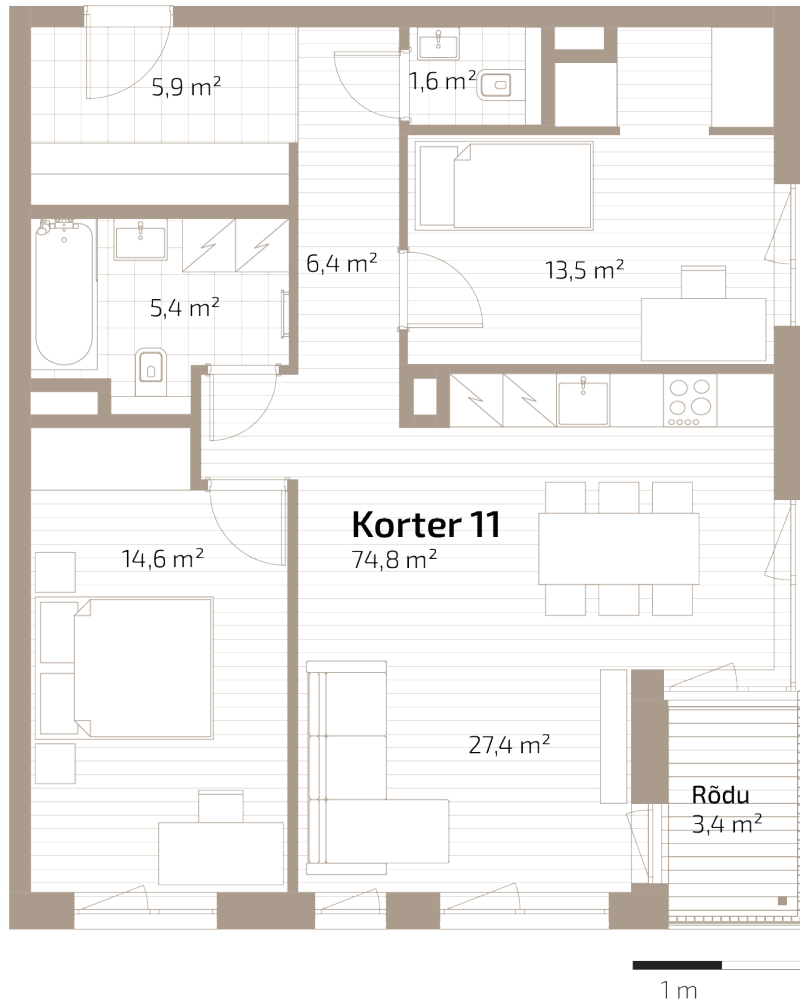 5,9 m²
1,6 m²
6,4 m²
13,5 m²
5,4 m²
Korter 11
74,8 m²
14,6 m²
27,4 m²
Rõdu
3,4 m²
1 m